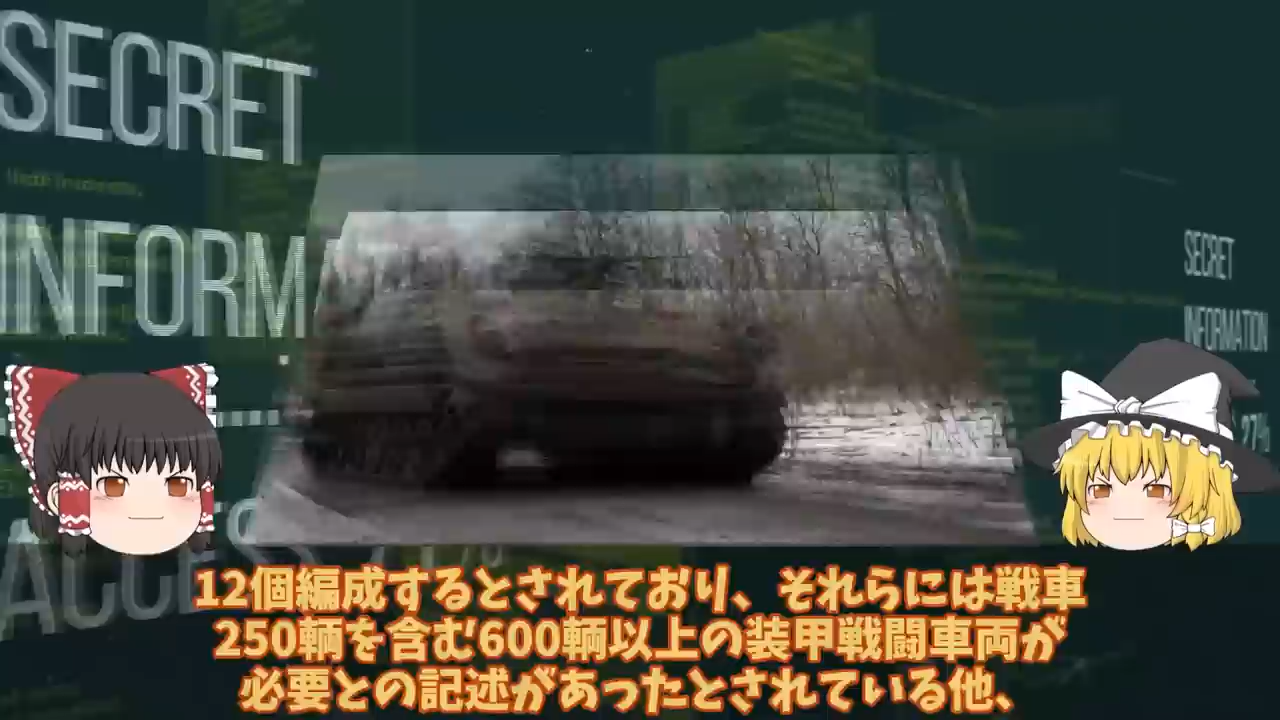 SECRET
INFORM
SECRET
INFORMATION
27%
ACCESS
12個編成するとされており、それらには戦車
250輌を含む600輌以上の装甲戦闘車両が
必要との記述があったとされている他、